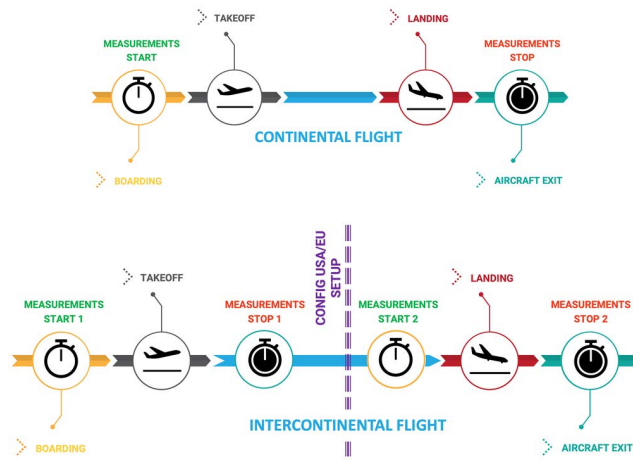 TAKEOFF
LANDING
MEASUREMENTS
START
MEASUREMENTS
STOP
CONTINENTAL FLIGHT
BOARDING
AIRCRAFT EXIT
CONFIG USA/EU
SETUP
TAKEOFF
LANDING
MEASUREMENTS
START 1
MEASUREMENTS
STOP 1
MEASUREMENTS
START 2
MEASUREMENTS
STOP 2
INTERCONTINENTAL FLIGHT
BOARDING
AIRCRAFT EXIT